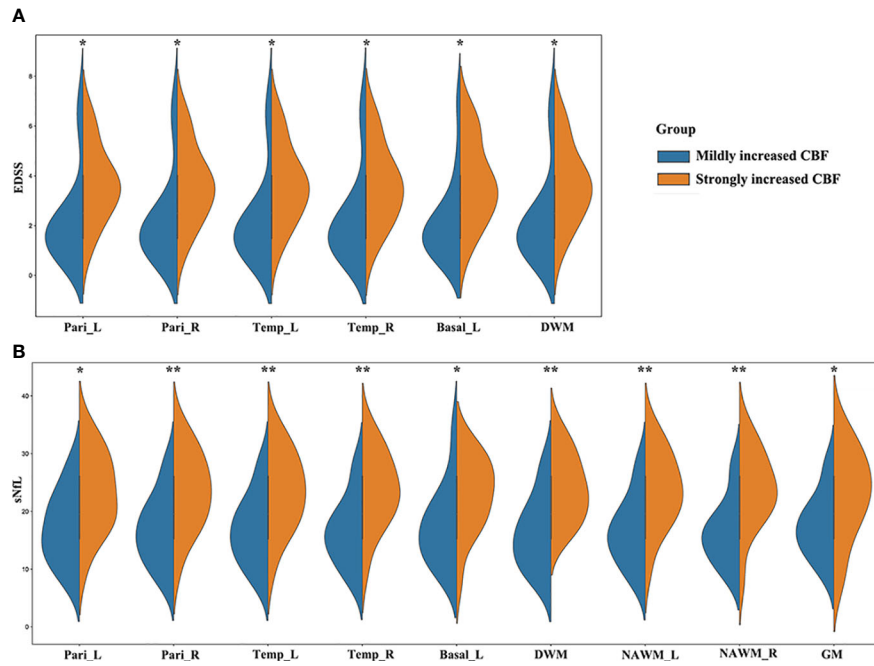 A
* * * * * *
8
6
4
2
0
EDSS
Pari_L Pari_R Temp_L Temp_R Basal_L DWM
Group
Mildly increased CBF
Strongly increased CBF
B
* ** ** ** * ** ** ** *
40
30
20
10
0
sNfL
Pari_L Pari_R Temp_L Temp_R Basal_L DWM NAWM_L NAWM_R GM